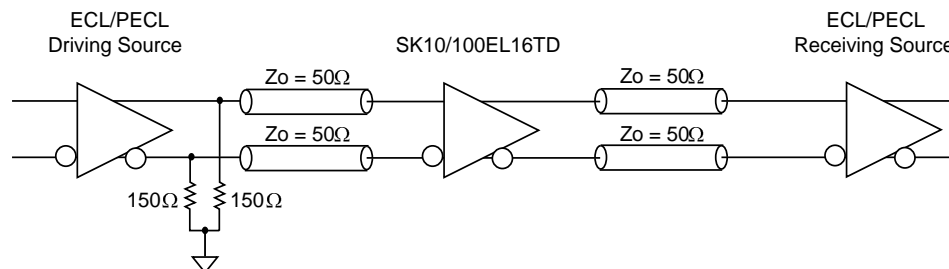 ECL/PECL
Driving Source
SK10/100EL16TD
ECL/PECL
Receiving Source
Zo = 50Ω
Zo = 50Ω
Zo = 50Ω
Zo = 50Ω
150Ω
150Ω